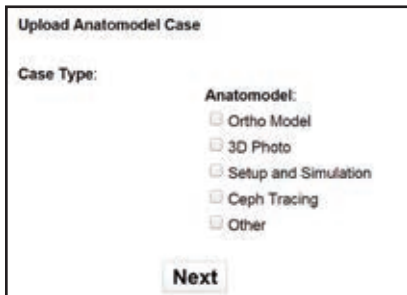 Upload Anatomodel Case
Case Type:
Anatomodel:
Ortho Model
3D Photo
Setup and Simulation
Ceph Tracing
Other
Next